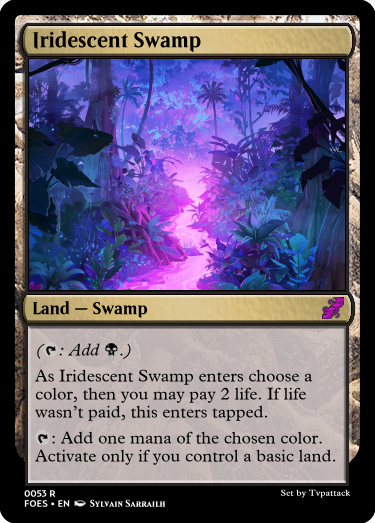 Iridescent Swamp
Land — Swamp
(: Add .)
As Iridescent Swamp enters choose a
color, then you may pay 2 life. If life
wasn't paid, this enters tapped.
: Add one mana of the chosen color.
Activate only if you control a basic land.
0053 R
Set by Tvpattack
FOES • EN Sylvain Sarrailh